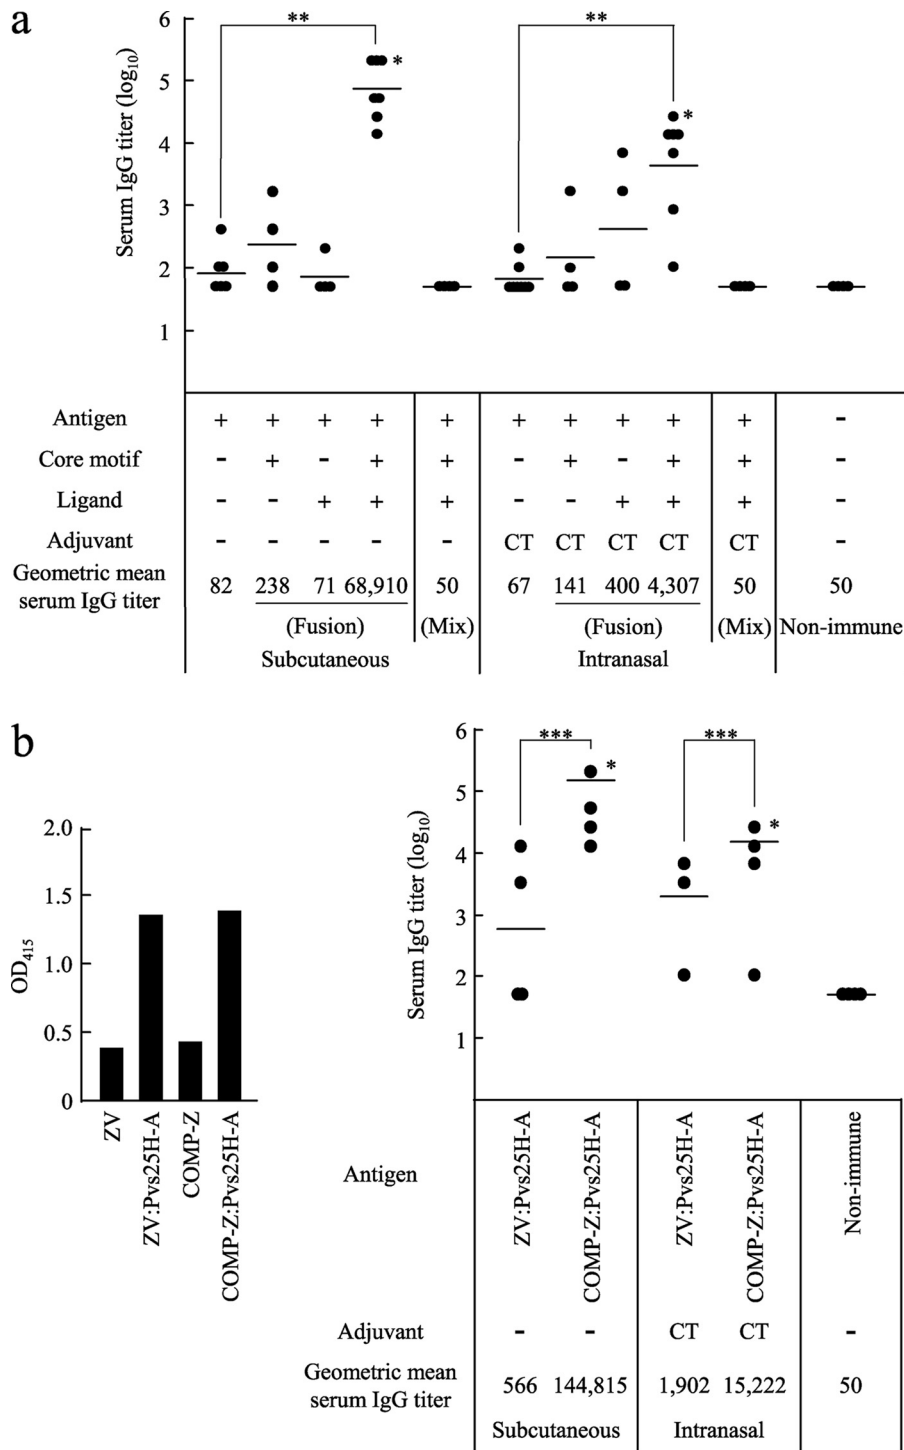 a
Serum IgG titer (log10)
6
5
4
3
2
1
**
*
**
*
Antigen + + + + + + + + + + -
Core motif - + - + + - + - + + -
Ligand - - + + + - - + + + -
Adjuvant - - - - - CT CT CT CT CT -
Geometric mean
serum IgG titer
82 238 71 68,910 50 67 141 400 4,307 50 50
(Fusion) (Mix) (Fusion) (Mix) Non-immune
Subcutaneous Intranasal
b
OD415
2.0
1.5
1.0
0.5
0
ZV
ZV:Pvs25H-A
COMP-Z
COMP-Z:Pvs25H-A
Serum IgG titer (log10)
6
5
4
3
2
1
***
*
***
*
Antigen
ZV:Pvs25H-A
COMP-Z:Pvs25H-A
ZV:Pvs25H-A
COMP-Z:Pvs25H-A
Non-immune
Adjuvant - - CT CT -
Geometric mean
serum IgG titer
566 144,815 1,902 15,222 50
Subcutaneous Intranasal